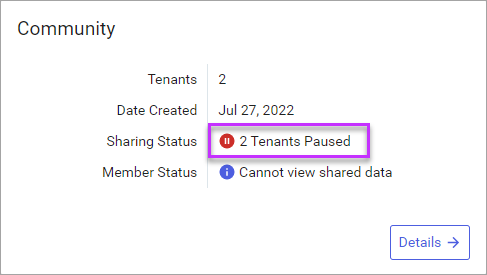 Community
Tenants 2
Date Created Jul 27, 2022
Sharing Status 2 Tenants Paused
Member Status Cannot view shared data
Details